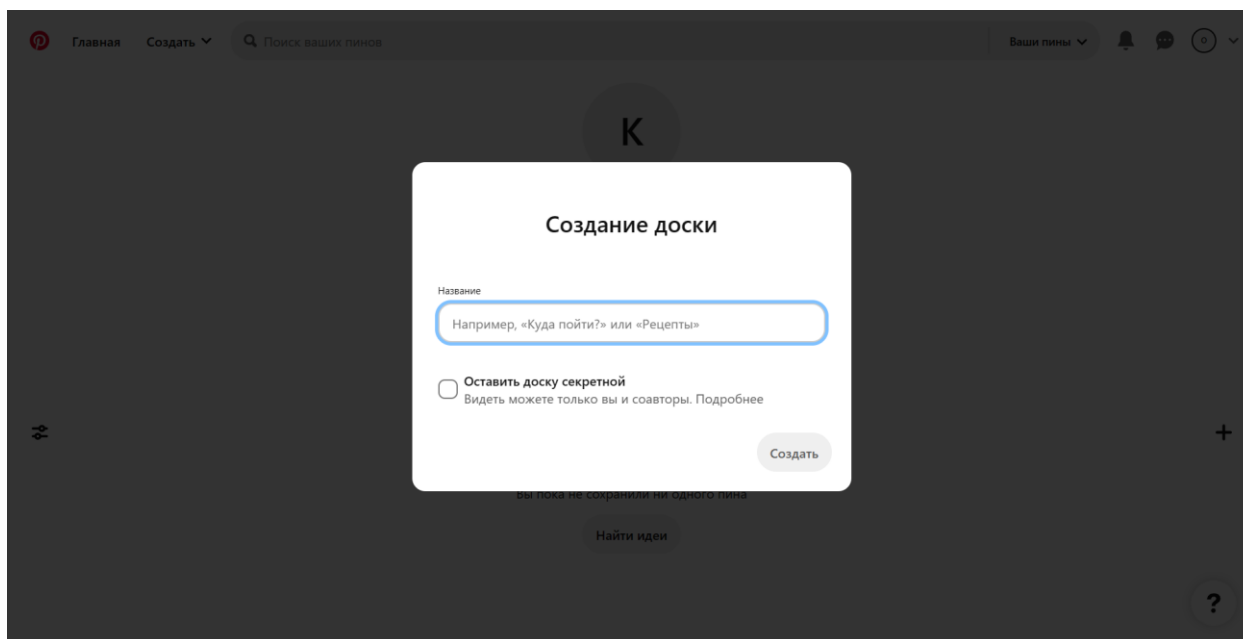 Главная Создать Поиск ваших пинов Ваши пины
K
Создание доски
Название
Например, «Куда пойти?» или «Рецепты»
Оставить доску секретной
Видеть можете только вы и соавторы. Подробнее
Создать
Вы пока не сохранили ни одного пина
Найти идеи
?